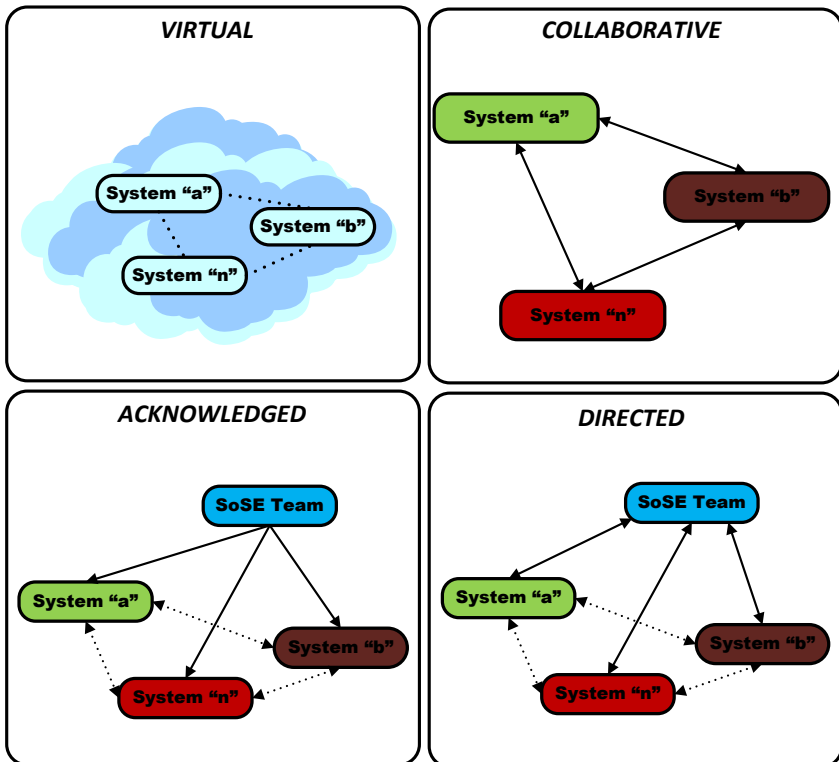 VIRTUAL
System “a”
System “b”
System “n”
COLLABORATIVE
System “a”
System “b”
System “n”
ACKNOWLEDGED
SoSE Team
System “a”
System “b”
System “n”
DIRECTED
SoSE Team
System “a”
System “b”
System “n”